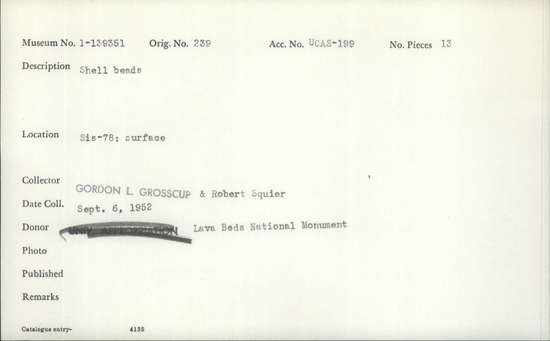 Museum No. 1-139351 Orig. No. 239 Acc. No. UCAS-199 No. Pieces 13
Description Shell beads
Location Sis-78; surface
Collector GORDON L. GROSSCUP & Robert Squier
Date Coll. Sept. 6, 1952
Donor Lava Beds National Monument
Photo
Published
Remarks
Catalogue entry- 4135